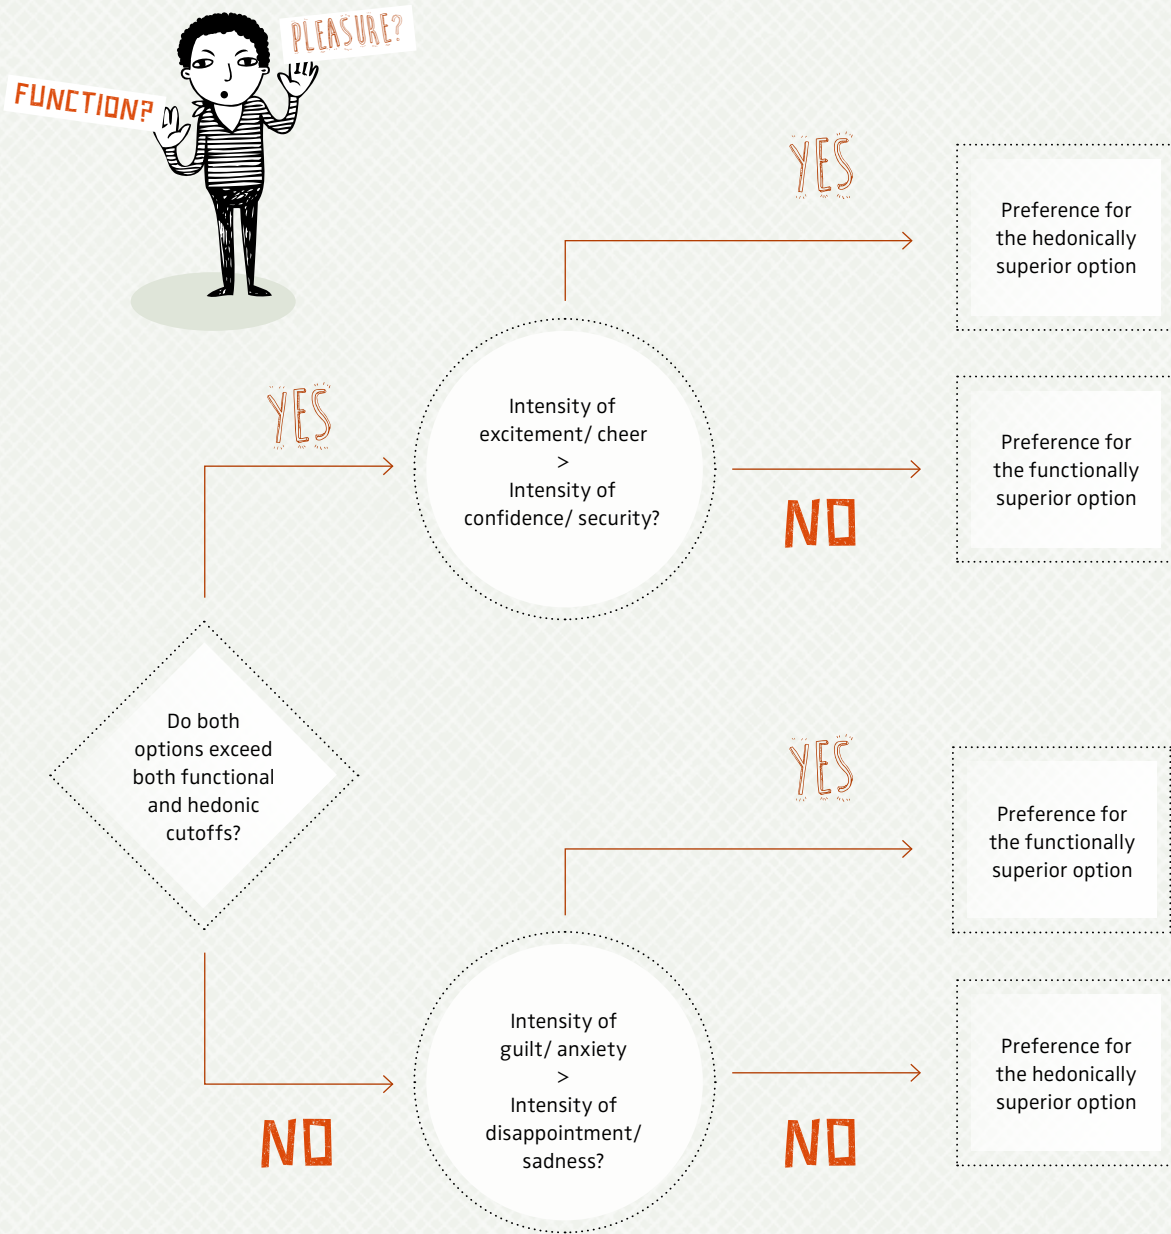 PLEASURE?
FUNCTION?
YES
Preference for
the hedonically
superior option
YES
Intensity of
excitement/ cheer
>
Intensity of
confidence/ security?
Preference for
the functionally
superior option
NO
Do both
options exceed
both functional
and hedonic
cutoffs?
YES
Preference for
the functionally
superior option
NO
Intensity of
guilt/ anxiety
>
Intensity of
disappointment/
sadness?
Preference for
the hedonically
superior option
NO